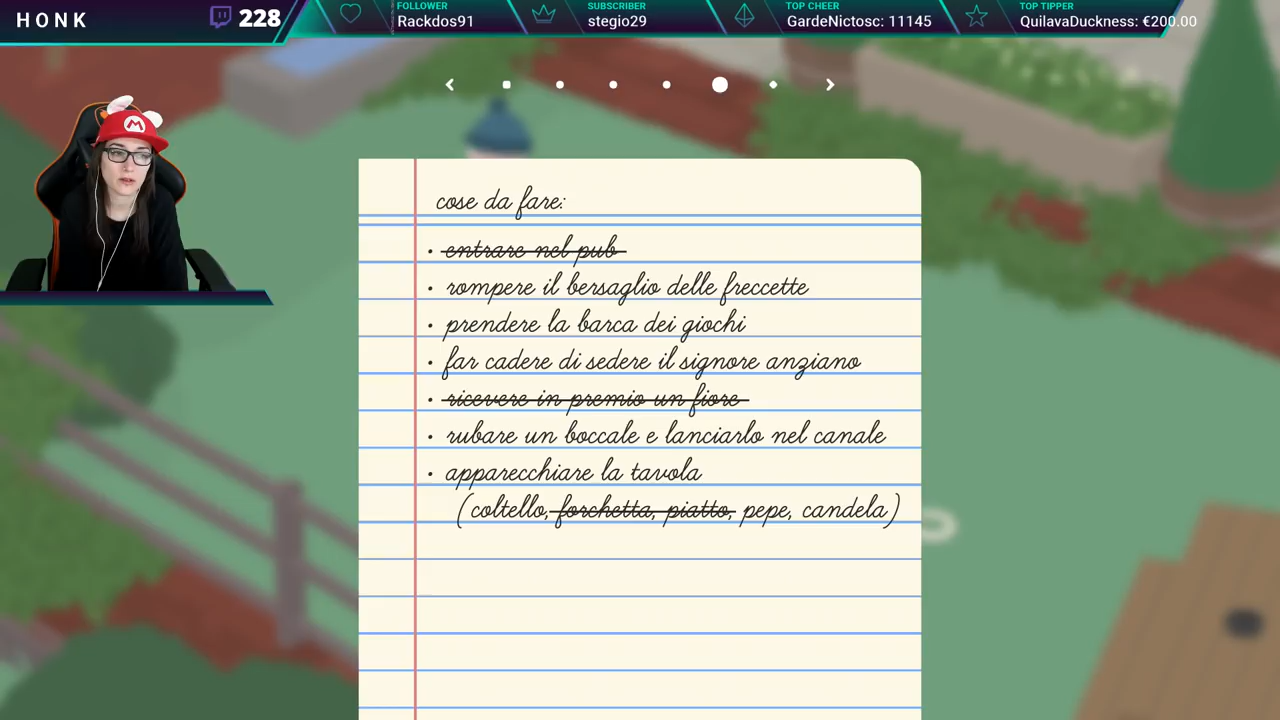 HONK
228
FOLLOWER
Rackdos91
SUBSCRIBER
stegio29
TOP CHEER
GardeNictosc: 11145
TOP TIPPER
QuilavaDuckness: €200.00
M
cose da fare:
• entrare nel pub
• rompere il bersaglio delle freccette
• prendere la barca dei giochi
• far cadere di sedere il signore anziano
• ricevere in premio un fiore
• rubare un boccale e lanciarlo nel canale
• apparecchiare la tavola
(coltello, forchetta, piatto, pepe, candela)